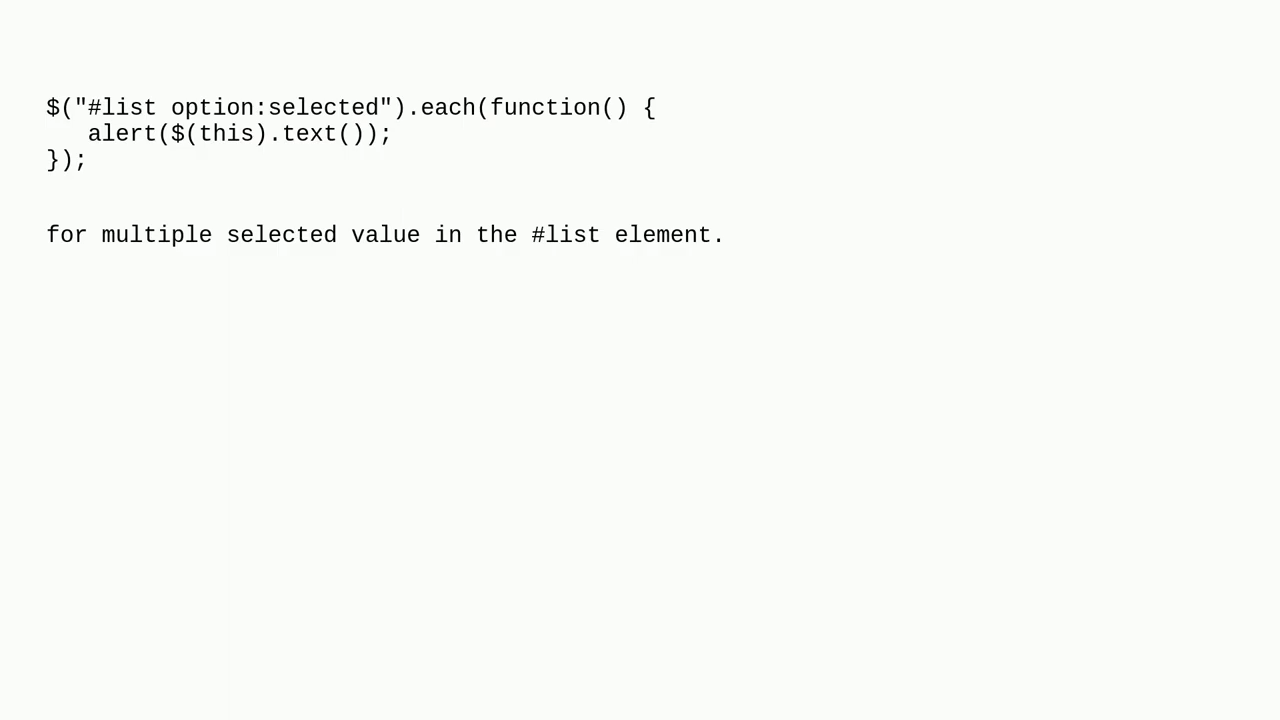 $("#list option:selected").each(function() {
   alert($(this).text());
});
for multiple selected value in the #list element.